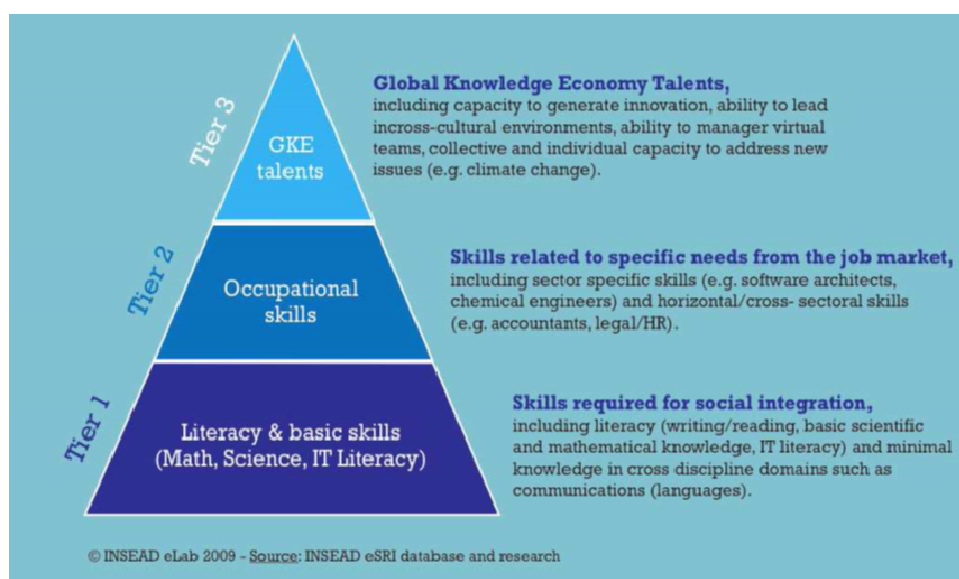 Tier 3
GKE
talents
Global Knowledge Economy Talents,
including capacity to generate innovation, ability to lead
incross-cultural environments, ability to manager virtual
teams, collective and individual capacity to address new
issues (e.g. climate change).
Tier 2
Occupational
skills
Skills related to specific needs from the job market,
including sector specific skills (e.g. software architects,
chemical engineers) and horizontal/cross- sectoral skills
(e.g. accountants, legal/HR).
Tier 1
Literacy & basic skills
(Math, Science, IT Literacy)
Skills required for social integration,
including literacy (writing/reading, basic scientific
and mathematical knowledge, IT literacy) and minimal
knowledge in cross discipline domains such as
communications (languages).
© INSEAD eLab 2009 - Source: INSEAD eSRI database and research